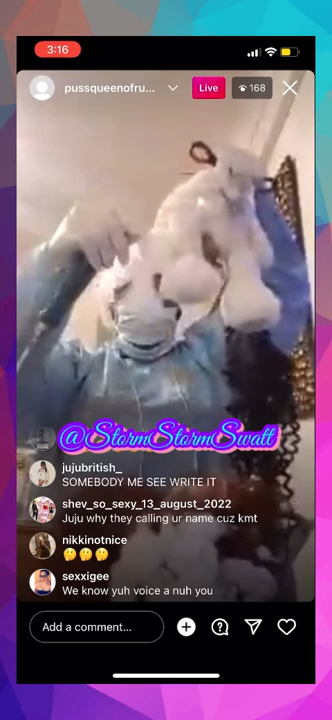 3:16
pussqueenofru...
Live
168
@StormStormSwatt
jujubritish_
SOMEBODY ME SEE WRITE IT
shev_so_sexy_13_august_2022
Juju why they calling ur name cuz kmt
nikkinotnice
🤔🤔🤔
sexxigee
We know yuh voice a nuh you
Add a comment...